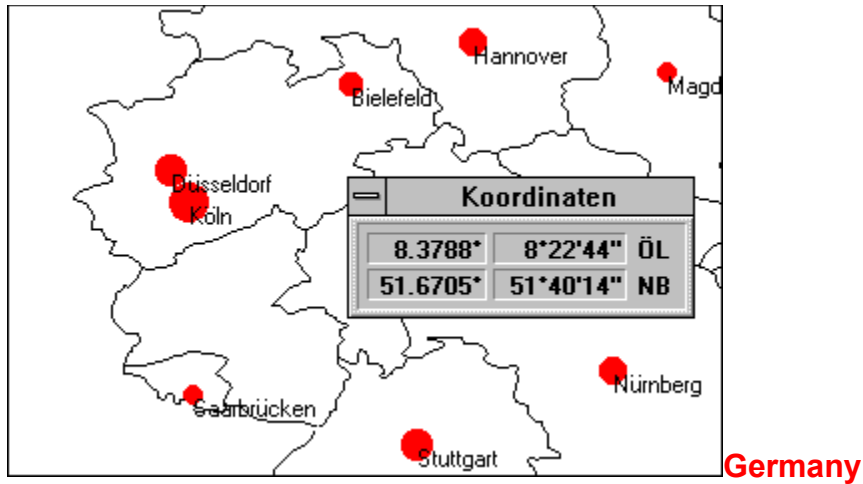 Hannover
Magd
Bielefeld
Düsseldorf
Köln
Koordinaten
8.3788° 8°22'44" ÖL
51.6705° 51°40'14" NB
Nürnberg
Saarbrücken
Stuttgart
Germany